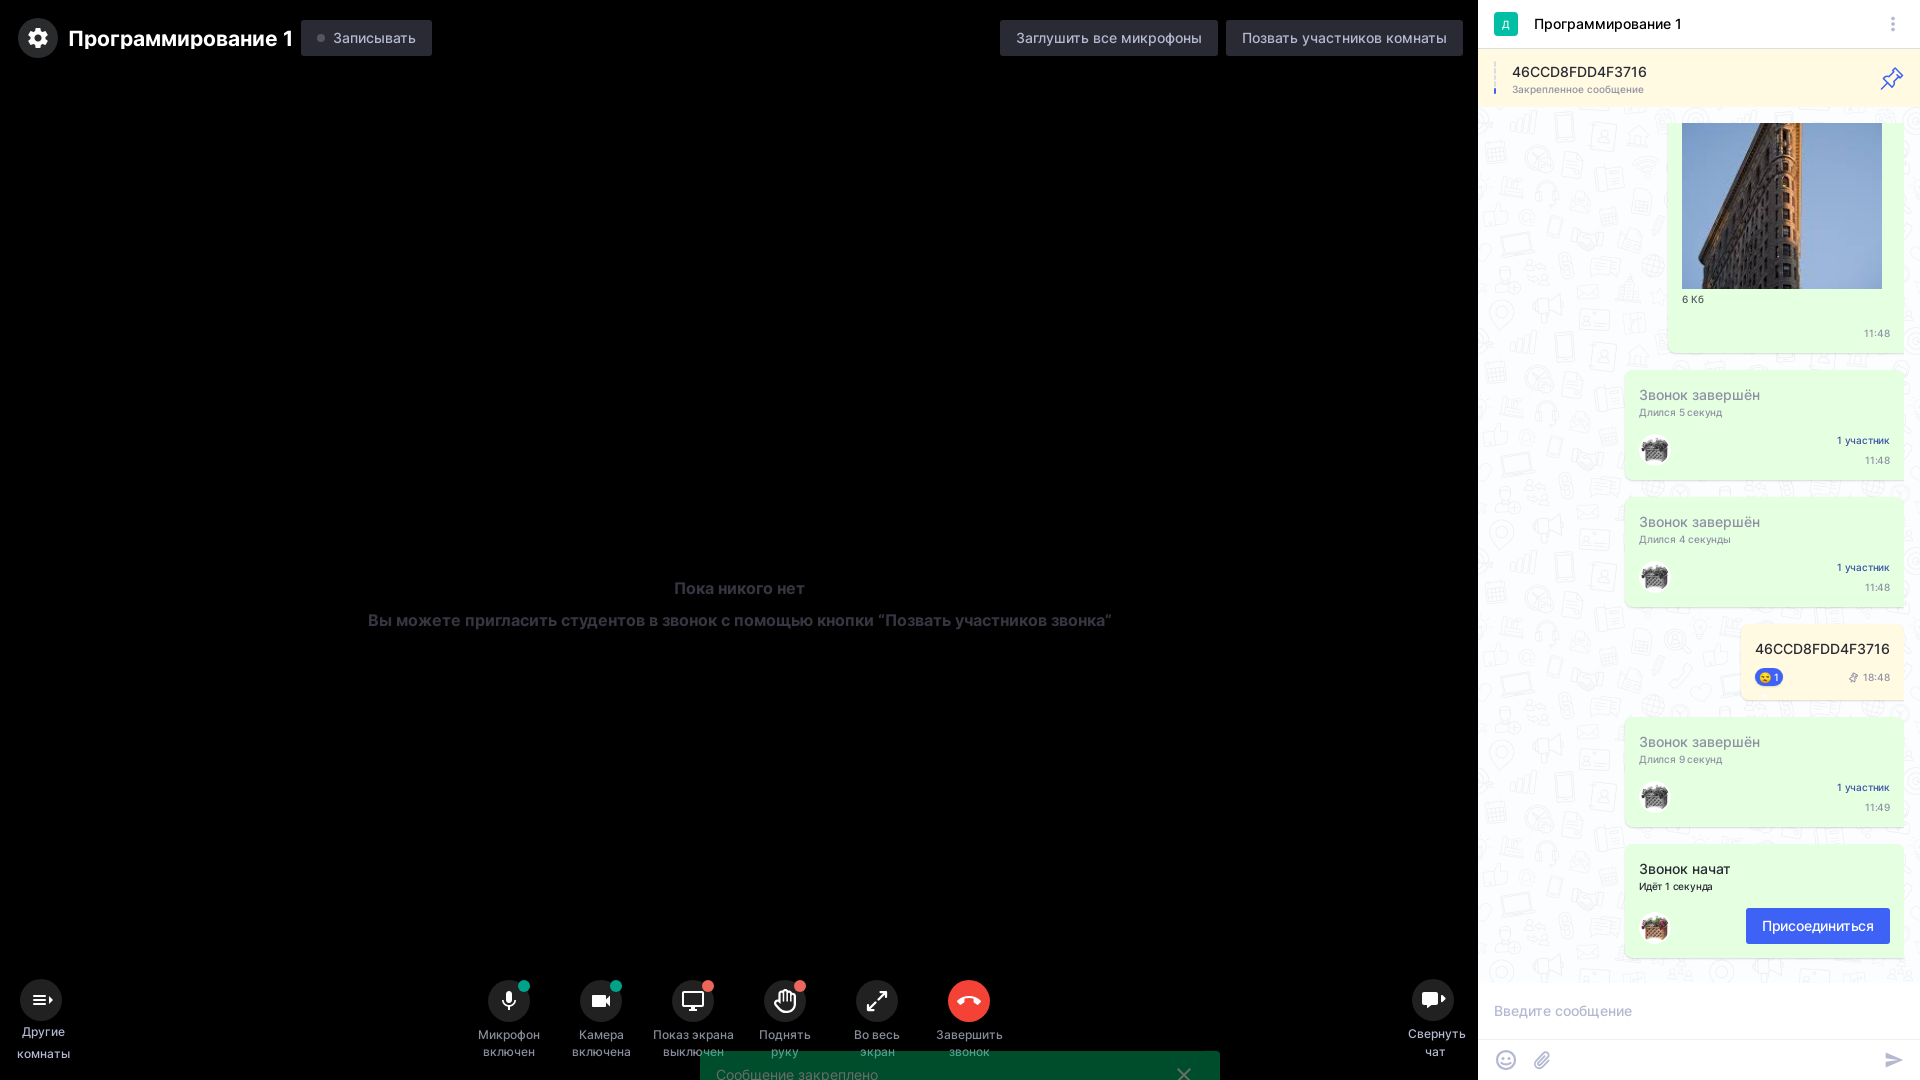 Программирование 1
Записывать
Заглушить все микрофоны
Позвать участников комнаты
Пока никого нет
Вы можете пригласить студентов в звонок с помощью кнопки “Позвать участников звонка”
Другие
комнаты
Микрофон
включен
Камера
включена
Показ экрана
выключен
Поднять
руку
Во весь
экран
Завершить
звонок
Свернуть
чат
Сообщение закреплено
Д
Программирование 1
46CCD8FDD4F3716
Закрепленное сообщение
6 Кб
11:48
Звонок завершён
Длился 5 секунд
1 участник
11:48
Звонок завершён
Длился 4 секунды
1 участник
11:48
46CCD8FDD4F3716
1
18:48
Звонок завершён
Длился 9 секунд
1 участник
11:49
Звонок начат
Идёт 1 секунда
Присоединиться
Введите сообщение